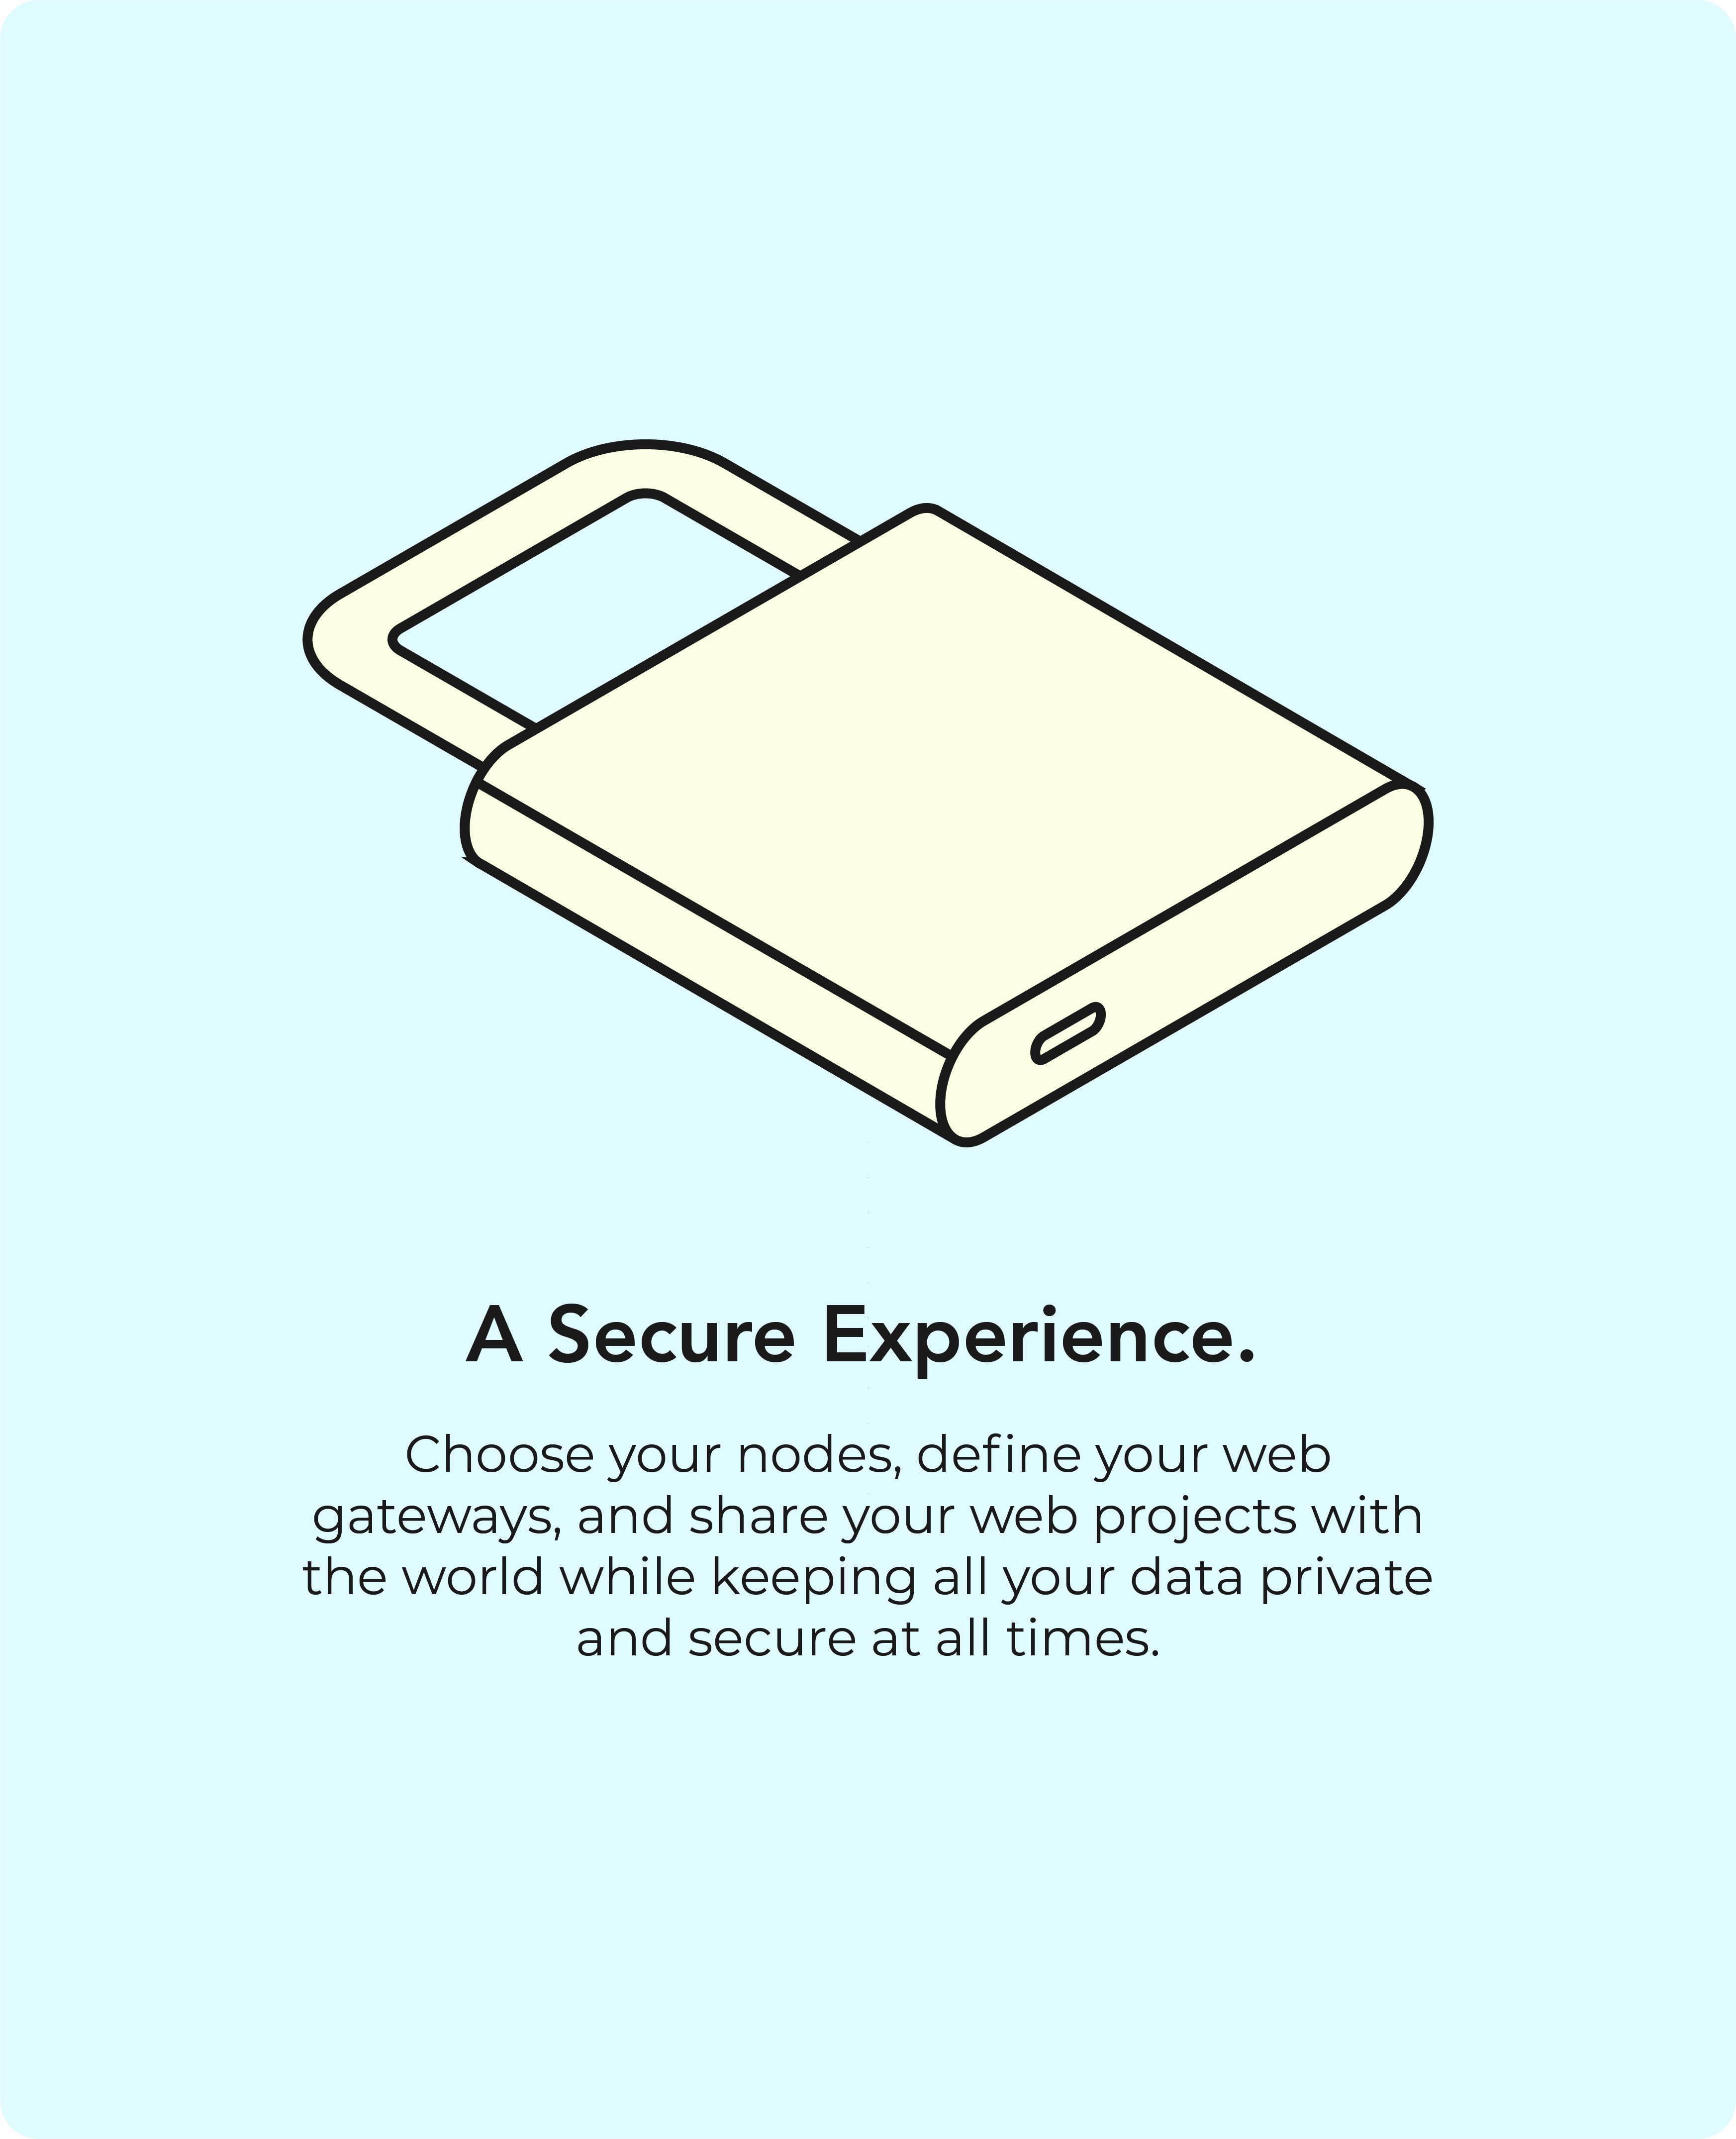 A Secure Experience.
Choose your nodes, define your web
gateways, and share your web projects with
the world while keeping all your data private
and secure at all times.